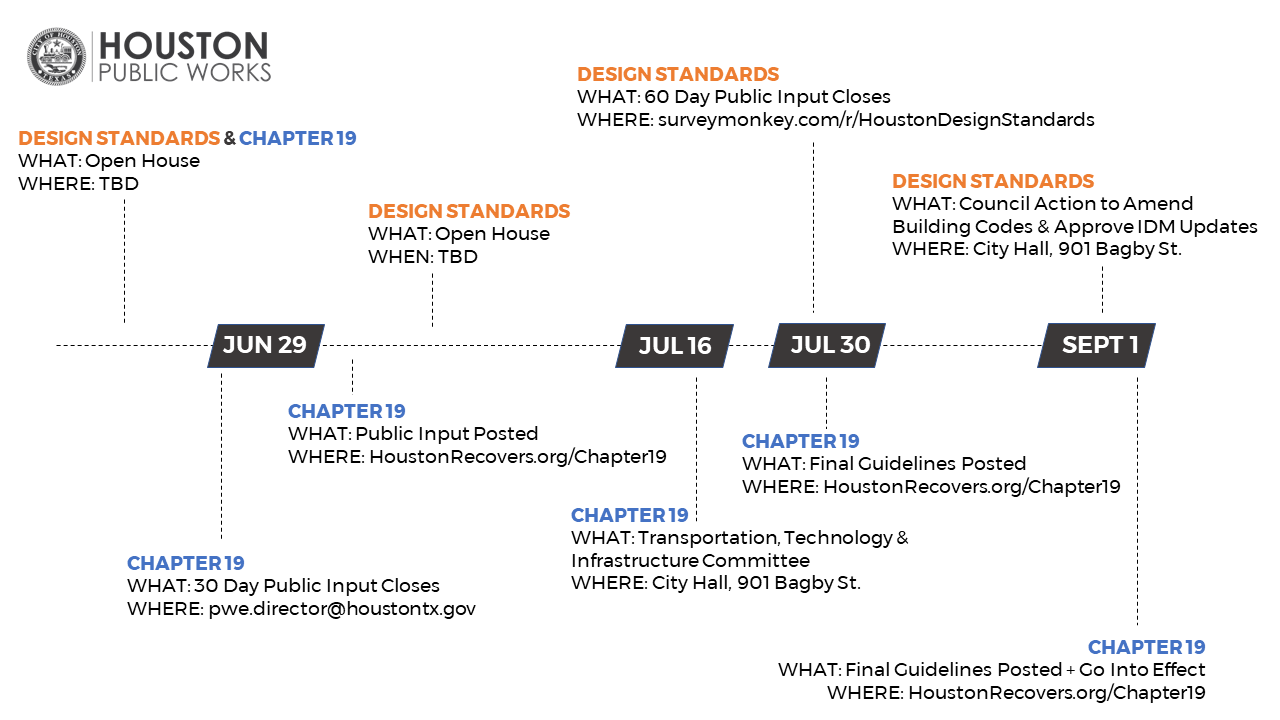 CITY OF HOUSTON
TEXAS
HOUSTON
PUBLIC WORKS
DESIGN STANDARDS & CHAPTER 19
WHAT: Open House
WHERE: TBD
DESIGN STANDARDS
WHAT: Open House
WHEN: TBD
DESIGN STANDARDS
WHAT: 60 Day Public Input Closes
WHERE: surveymonkey.com/r/HoustonDesignStandards
DESIGN STANDARDS
WHAT: Council Action to Amend
Building Codes & Approve IDM Updates
WHERE: City Hall, 901 Bagby St.
JUN 29
JUL 16
JUL 30
SEPT 1
CHAPTER 19
WHAT: 30 Day Public Input Closes
WHERE: pwe.director@houstontx.gov
CHAPTER 19
WHAT: Public Input Posted
WHERE: HoustonRecovers.org/Chapter19
CHAPTER 19
WHAT: Transportation, Technology &
Infrastructure Committee
WHERE: City Hall, 901 Bagby St.
CHAPTER 19
WHAT: Final Guidelines Posted
WHERE: HoustonRecovers.org/Chapter19
CHAPTER 19
WHAT: Final Guidelines Posted + Go Into Effect
WHERE: HoustonRecovers.org/Chapter19